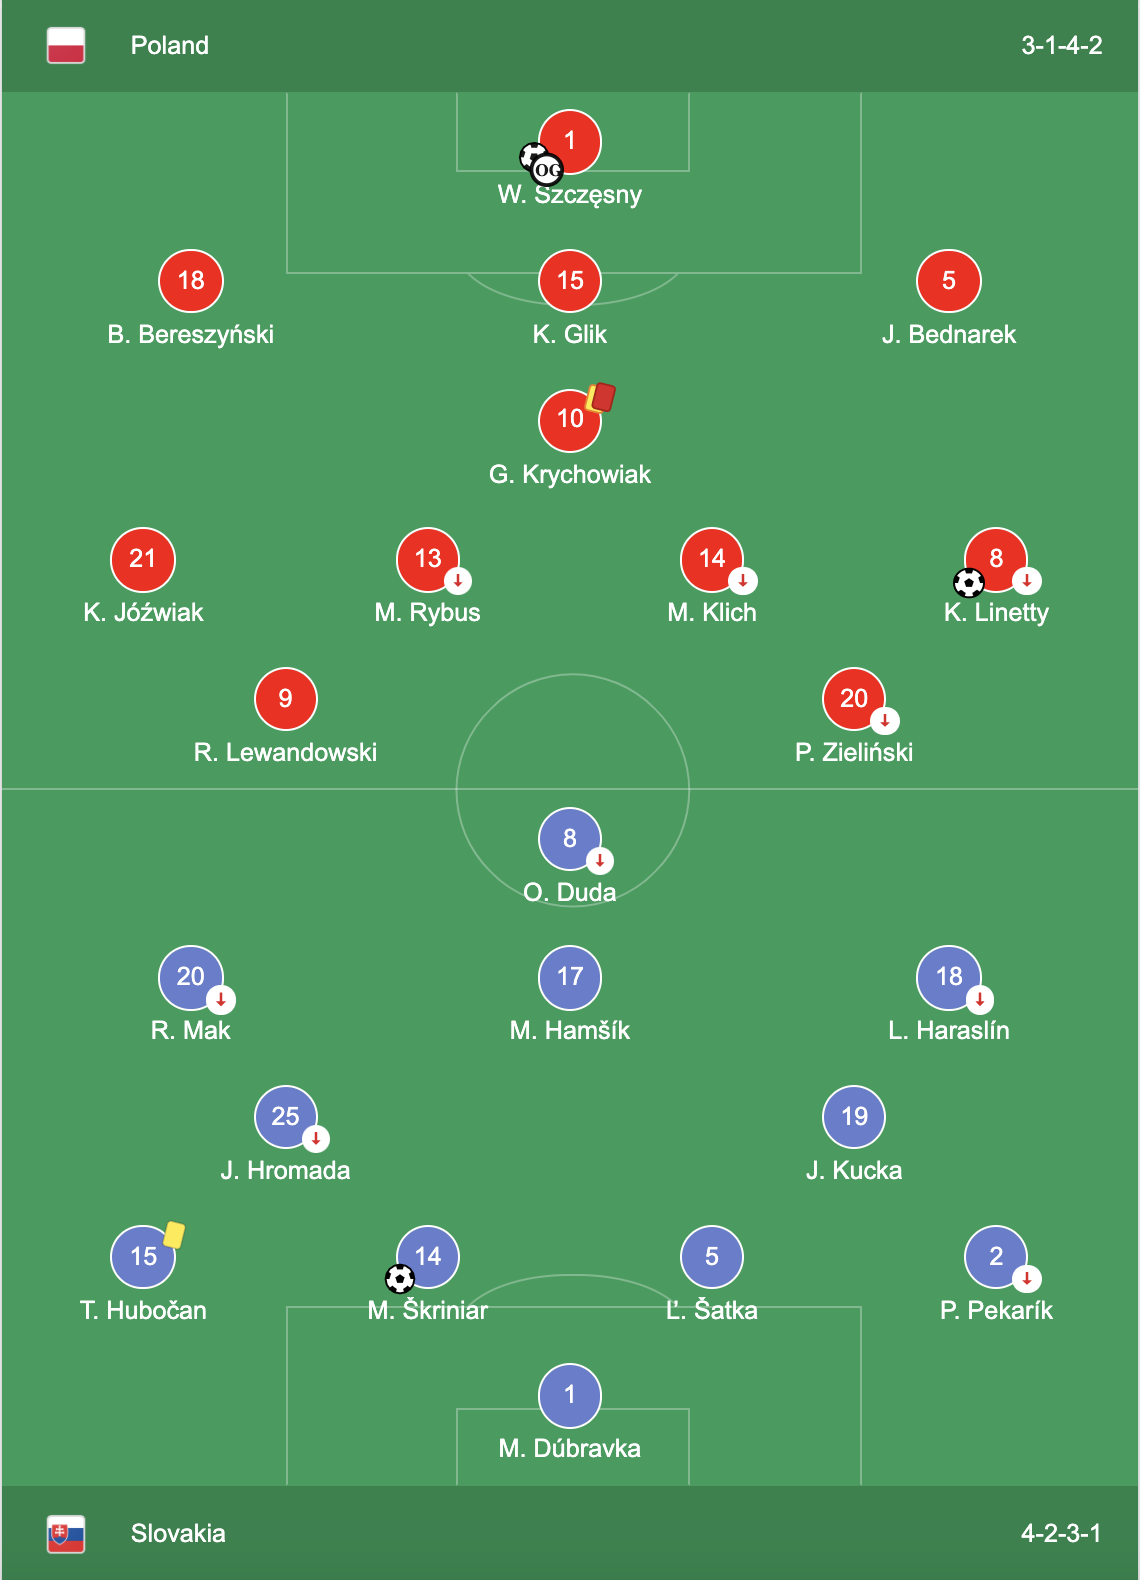 Poland 3-1-4-2
1
OG
W. Szczęsny
18 15 5
B. Bereszyński K. Glik J. Bednarek
10
G. Krychowiak
21 13 14 8
K. Jóźwiak M. Rybus M. Klich K. Linetty
9 20
R. Lewandowski P. Zieliński
8
O. Duda
20 17 18
R. Mak M. Hamšík L. Haraslín
25 19
J. Hromada J. Kucka
15 14 5 2
T. Hubočan M. Škriniar Ľ. Šatka P. Pekarík
1
M. Dúbravka
Slovakia 4-2-3-1